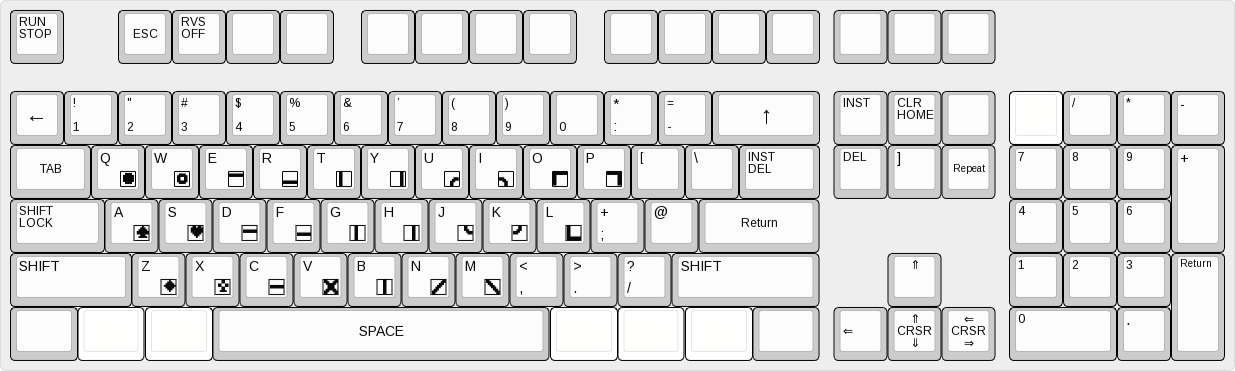 RUN
STOP
ESC
RVS
OFF
←
!
1
"
2
#
3
$
4
%
5
&
6
'
7
(
8
)
9
0
*
:
=
-
↑
INST
CLR
HOME
/
*
-
TAB
Q
W
E
R
T
Y
U
I
O
P
[
\
INST
DEL
DEL
]
Repeat
7
8
9
+
SHIFT
LOCK
A
S
D
F
G
H
J
K
L
+
;
@
Return
4
5
6
SHIFT
Z
X
C
V
B
N
M
<
,
>
.
?
/
SHIFT
⇑
1
2
3
Return
SPACE
⇐
⇑
CRSR
⇓
⇐
CRSR
⇒
0
.